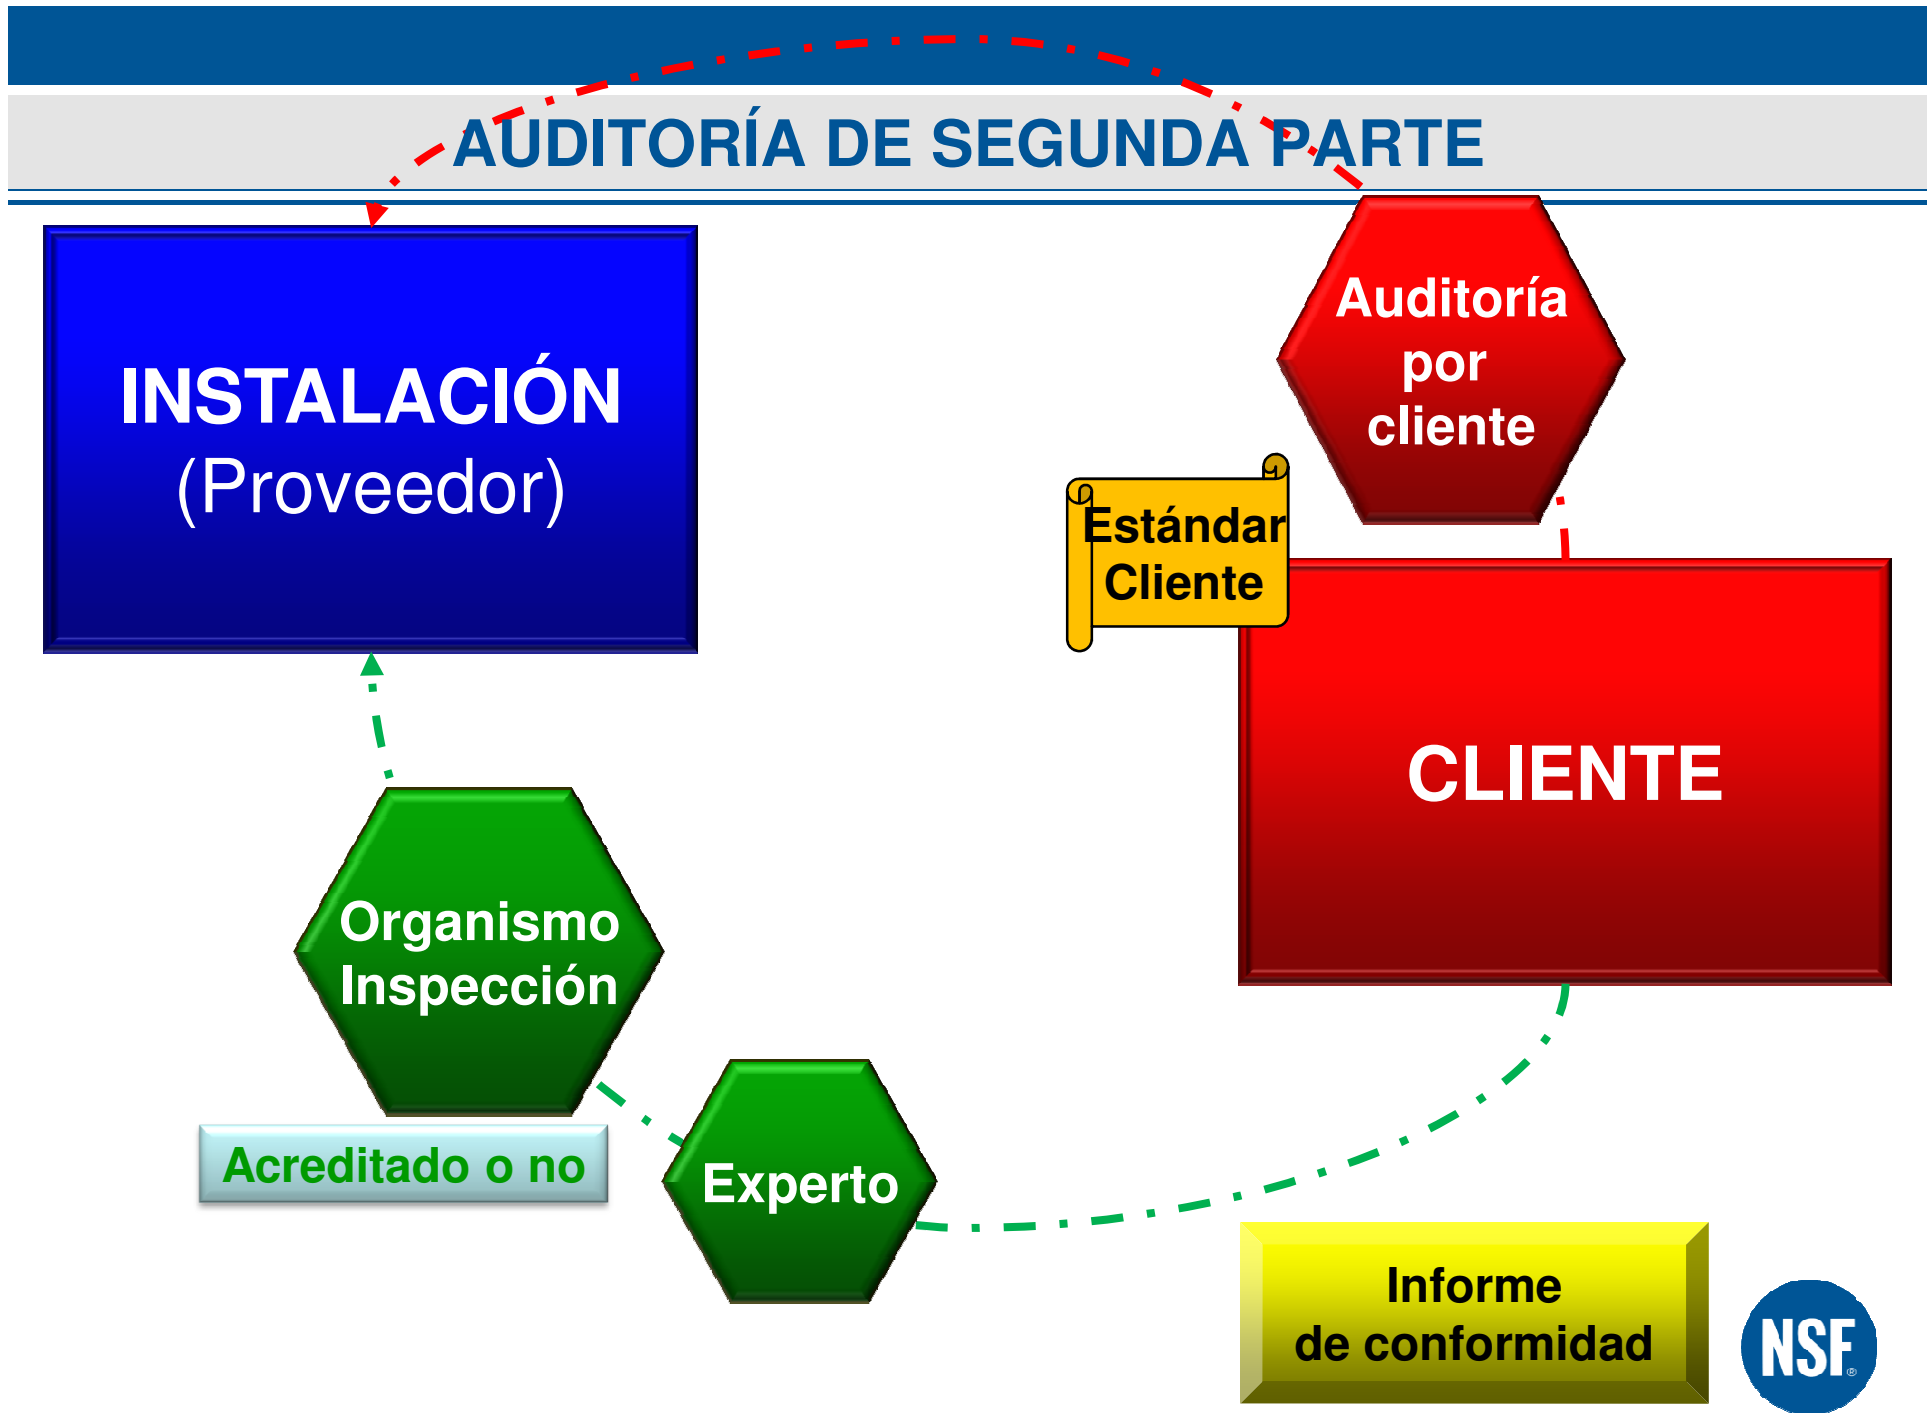 AUDITORÍA DE SEGUNDA PARTE
INSTALACIÓN
(Proveedor)
Auditoría
por
cliente
Estándar
Cliente
CLIENTE
Organismo
Inspección
Acreditado o no
Experto
Informe
de conformidad
NSF®